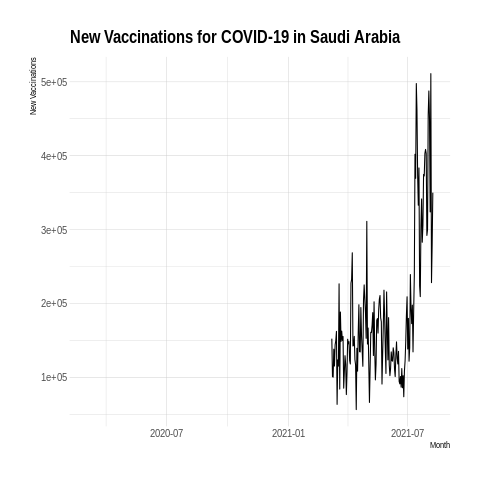 New Vaccinations for COVID-19 in Saudi Arabia
New Vaccinations
5e+05
4e+05
3e+05
2e+05
1e+05
2020-07 2021-01 2021-07
Month